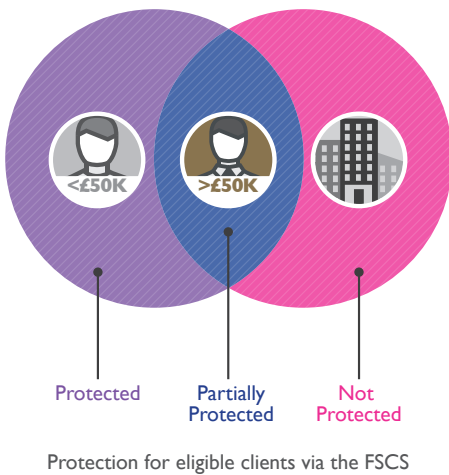 <£50K
>£50K
Protected
Partially
Protected
Not
Protected
Protection for eligible clients via the FSCS